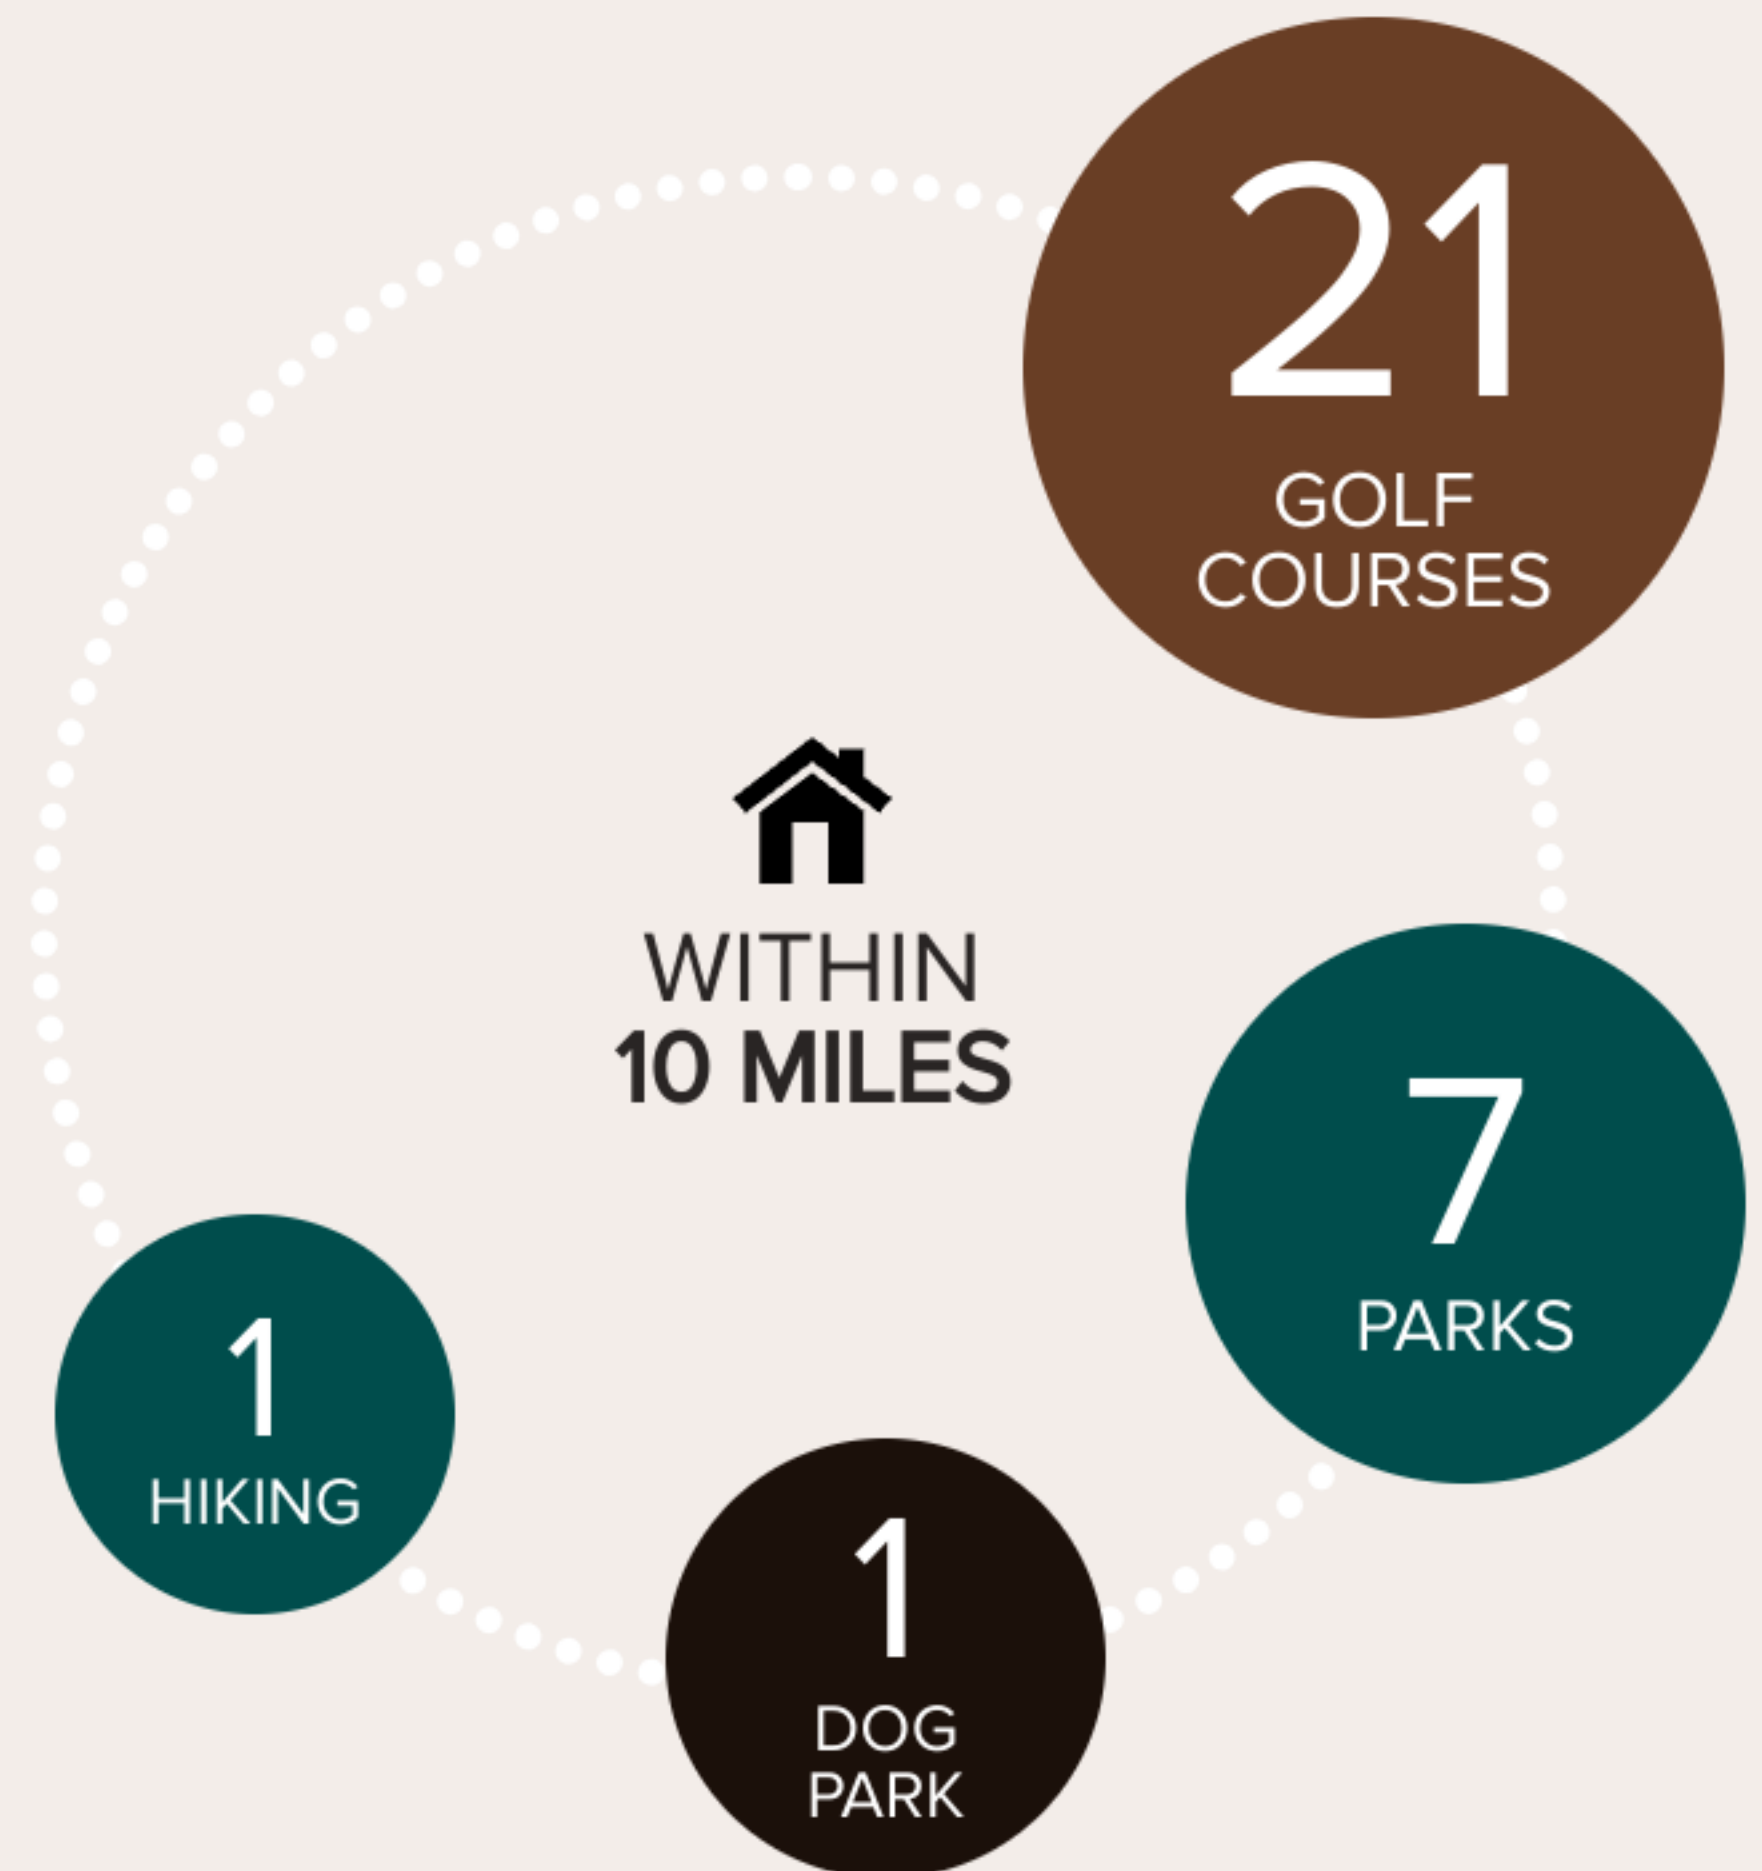 21
GOLF
COURSES
WITHIN
10 MILES
7
PARKS
1
HIKING
1
DOG
PARK